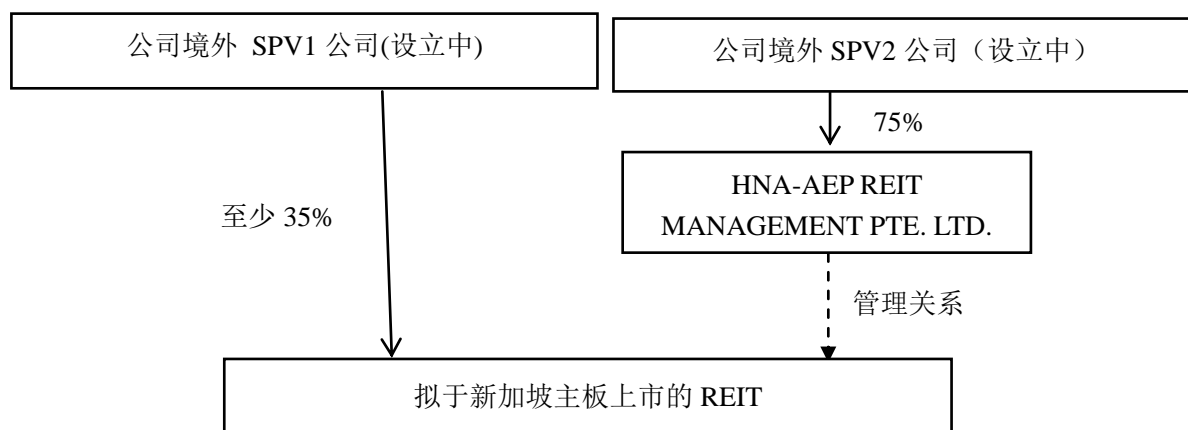 公司境外 SPV1 公司(设立中)
公司境外 SPV2 公司（设立中）
75%
HNA-AEP REIT
MANAGEMENT PTE. LTD.
至少 35%
管理关系
拟于新加坡主板上市的 REIT